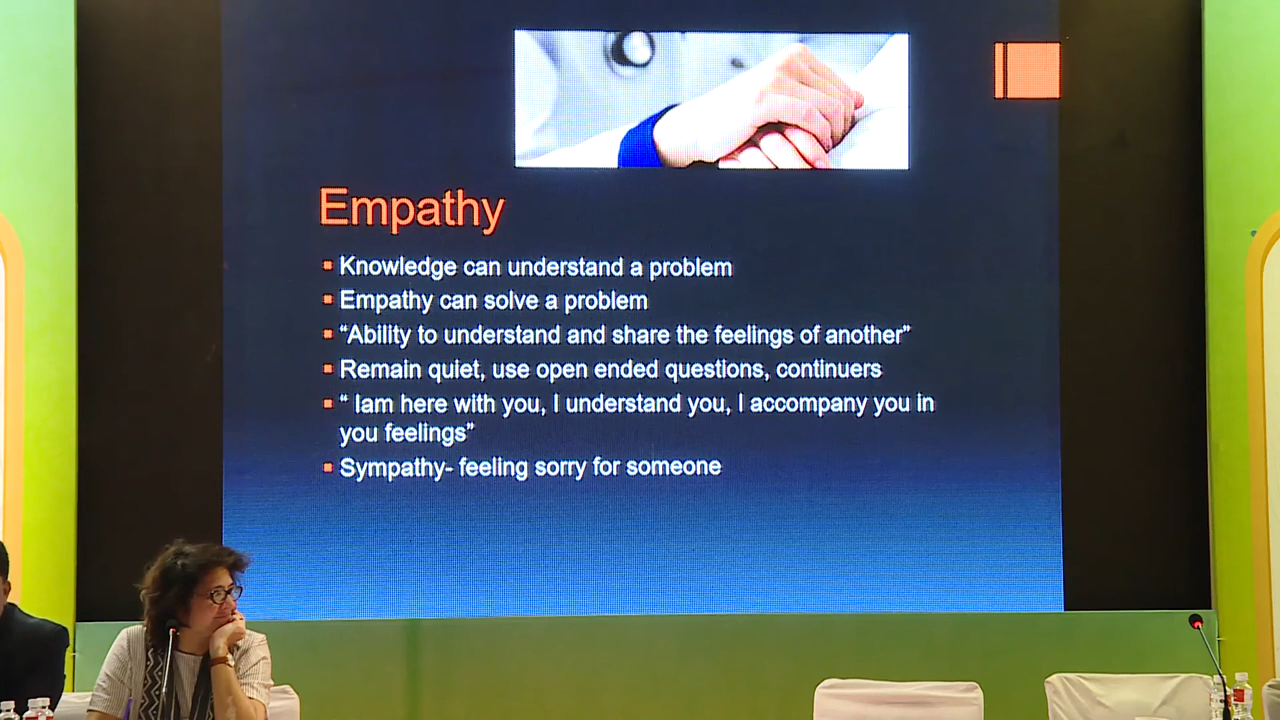 Empathy
Knowledge can understand a problem
Empathy can solve a problem
“Ability to understand and share the feelings of another”
Remain quiet, use open ended questions, continuers
“ Iam here with you, I understand you, I accompany you in
you feelings”
Sympathy- feeling sorry for someone